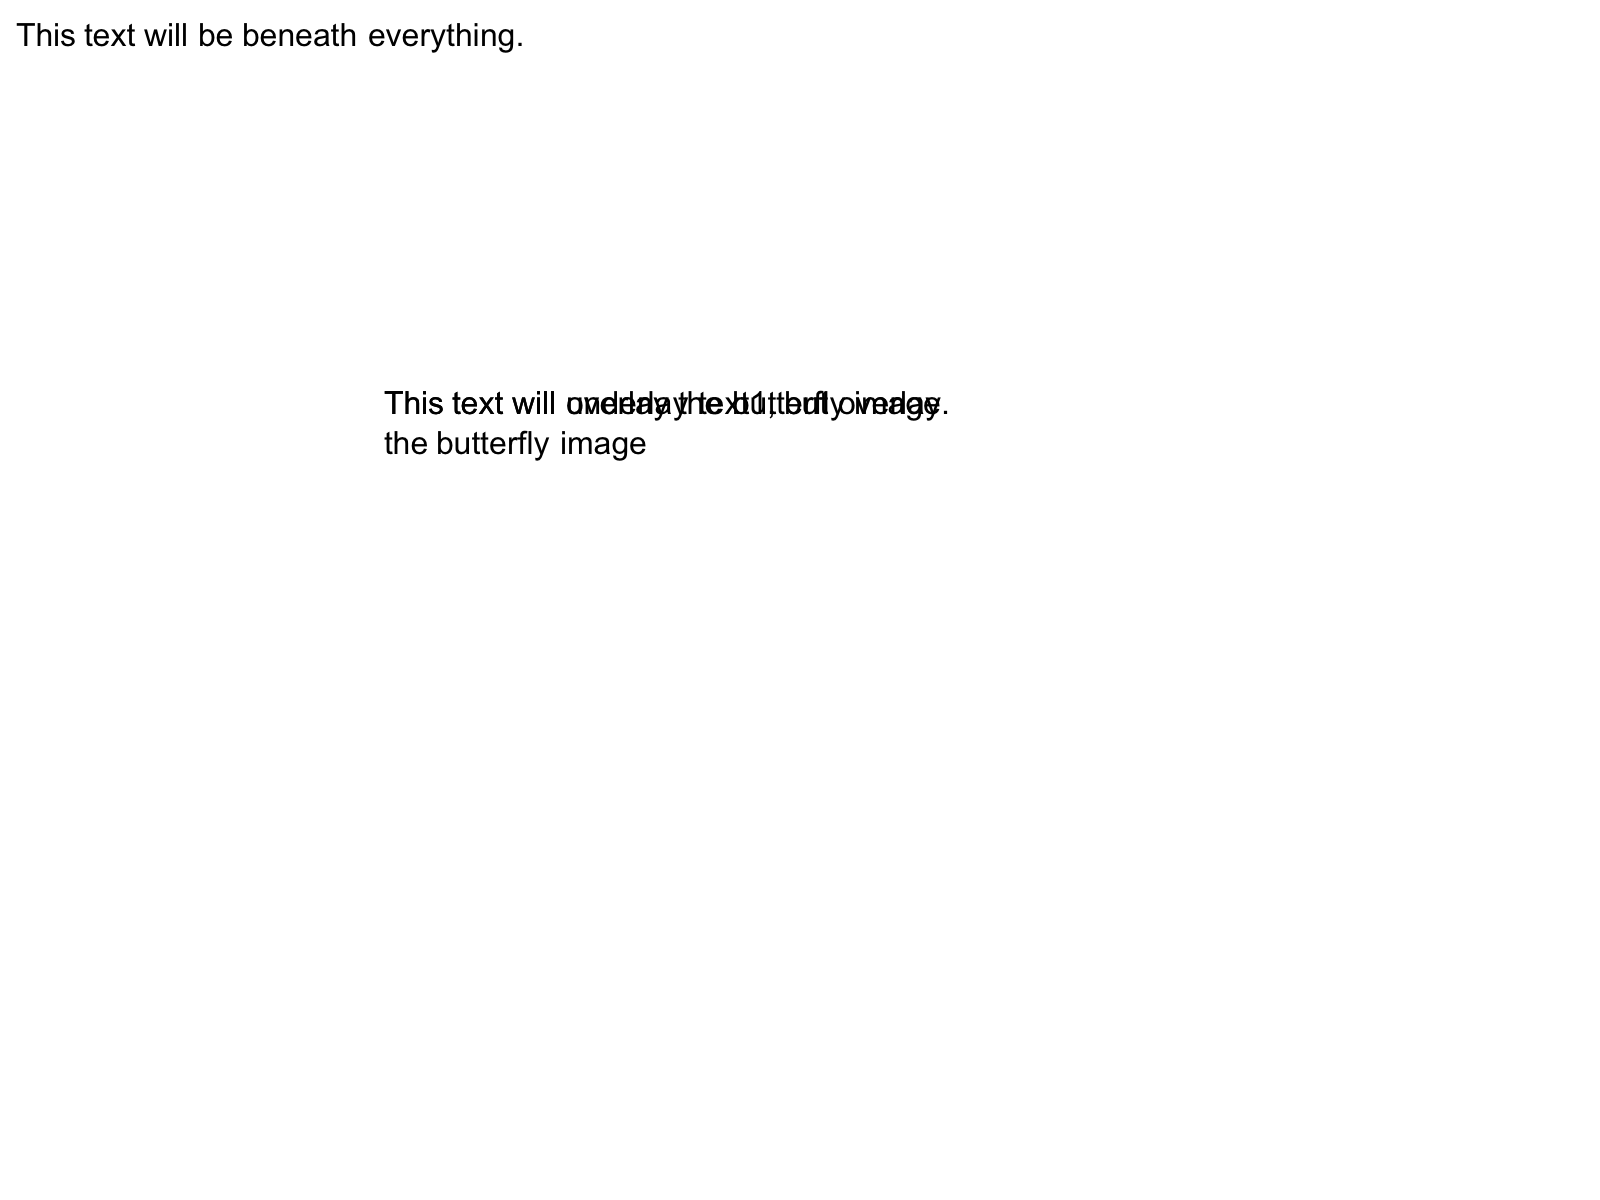 This text will be beneath everything.
This text will underlay text1, but overlay
the butterfly image
This text will overlay the butterfly image.